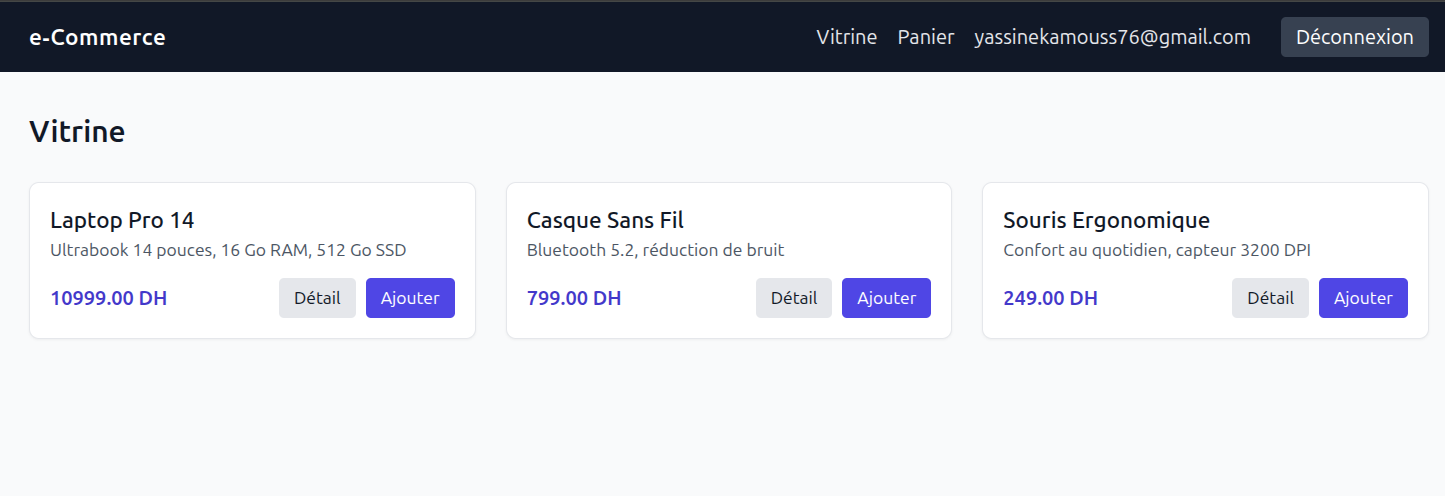 e-Commerce
Vitrine Panier yassinekamouss76@gmail.com Déconnexion
Vitrine
Laptop Pro 14
Ultrabook 14 pouces, 16 Go RAM, 512 Go SSD
10999.00 DH Détail Ajouter
Casque Sans Fil
Bluetooth 5.2, réduction de bruit
799.00 DH Détail Ajouter
Souris Ergonomique
Confort au quotidien, capteur 3200 DPI
249.00 DH Détail Ajouter